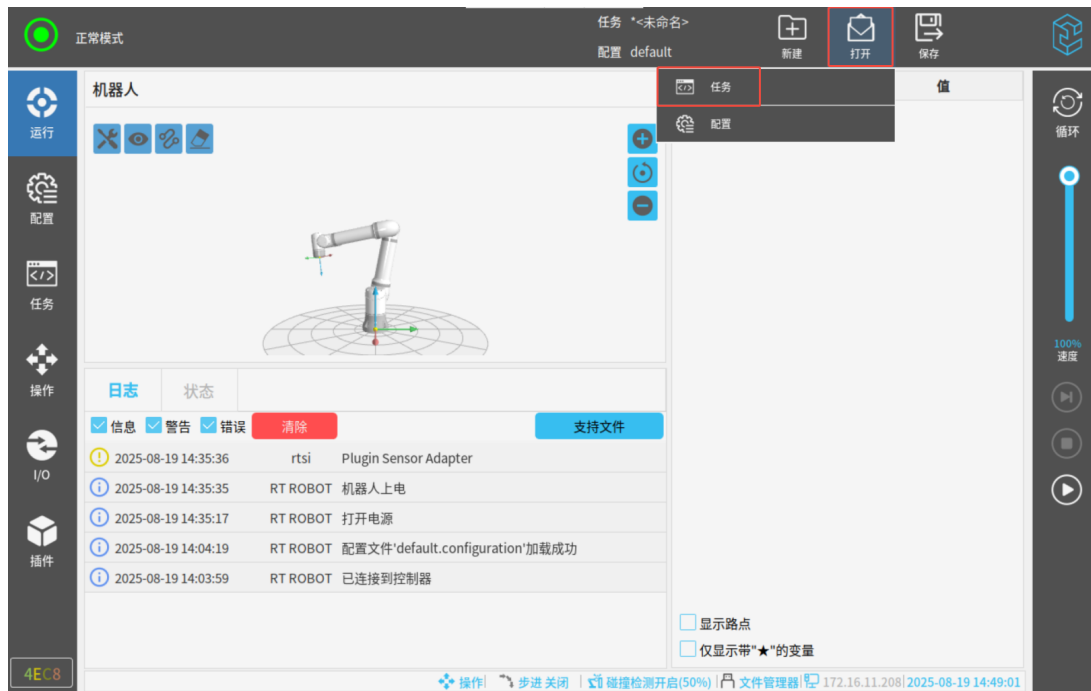 正常模式
任务 *<未命名>
配置 default
新建
打开
保存
任务
配置
值
机器人
运行
配置
任务
操作
I/O
插件
4EC8
循环
100%
速度
日志 状态
信息 警告 错误 清除 支持文件
2025-08-19 14:35:36 rtsi Plugin Sensor Adapter
2025-08-19 14:35:35 RT ROBOT 机器人上电
2025-08-19 14:35:17 RT ROBOT 打开电源
2025-08-19 14:04:19 RT ROBOT 配置文件'default.configuration'加载成功
2025-08-19 14:03:59 RT ROBOT 已连接到控制器
显示路点
仅显示带"★"的变量
操作| 步进 关闭 | 碰撞检测开启(50%) | 文件管理器| 172.16.11.208| 2025-08-19 14:49:01